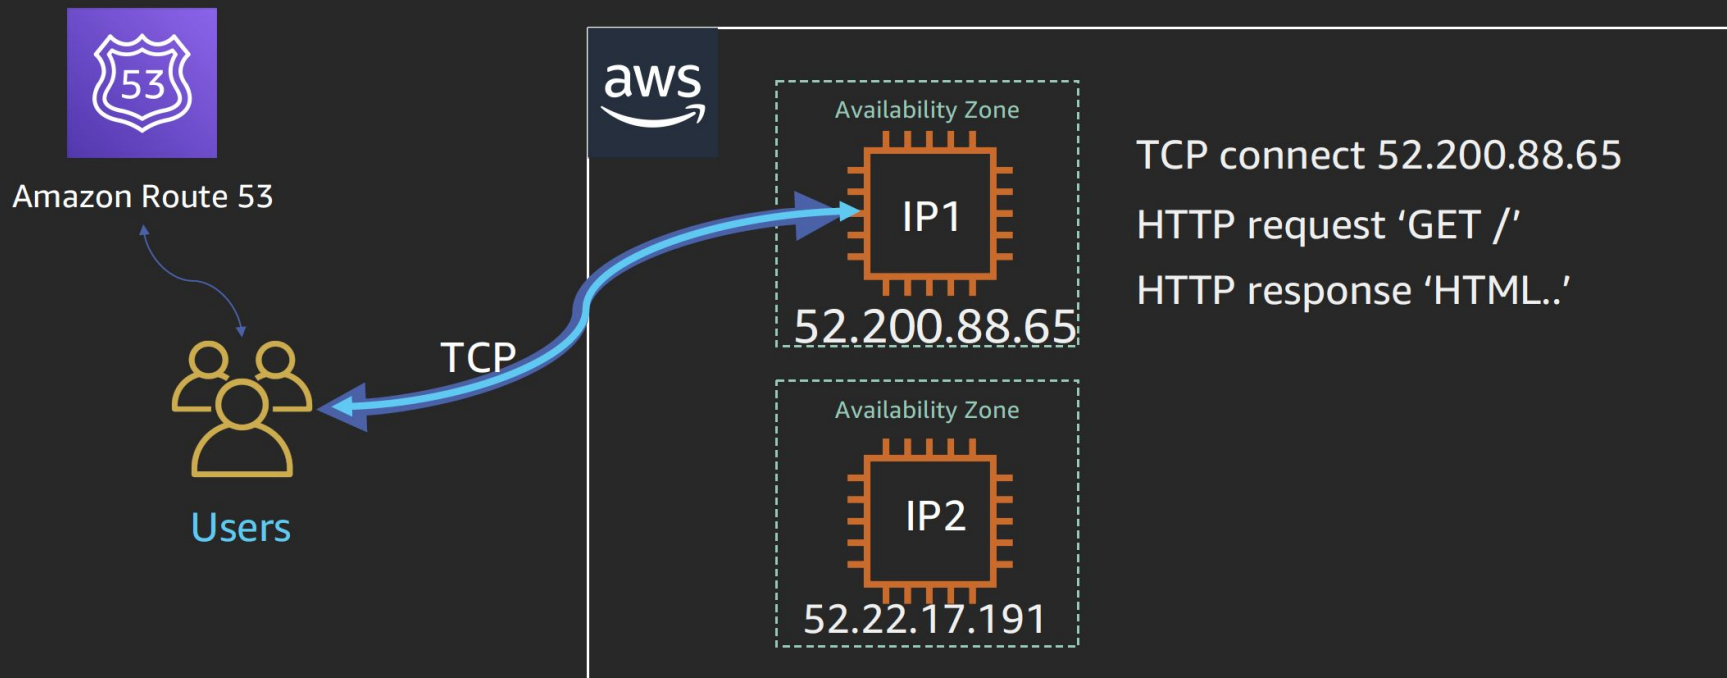 53
Amazon Route 53
Users
TCP
aws
Availability Zone
IP1
52.200.88.65
Availability Zone
IP2
52.22.17.191
TCP connect 52.200.88.65
HTTP request ‘GET /’
HTTP response ‘HTML..’